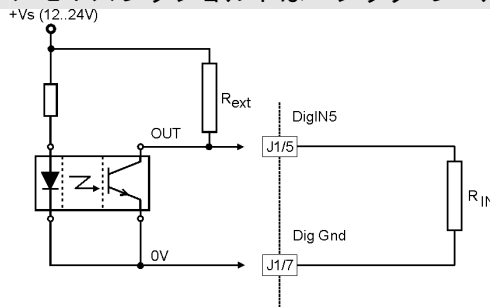 +Vs (12..24V)
Rext
DigIN5
OUT
J1/5
RIN
Dig Gnd
0V
J1/7